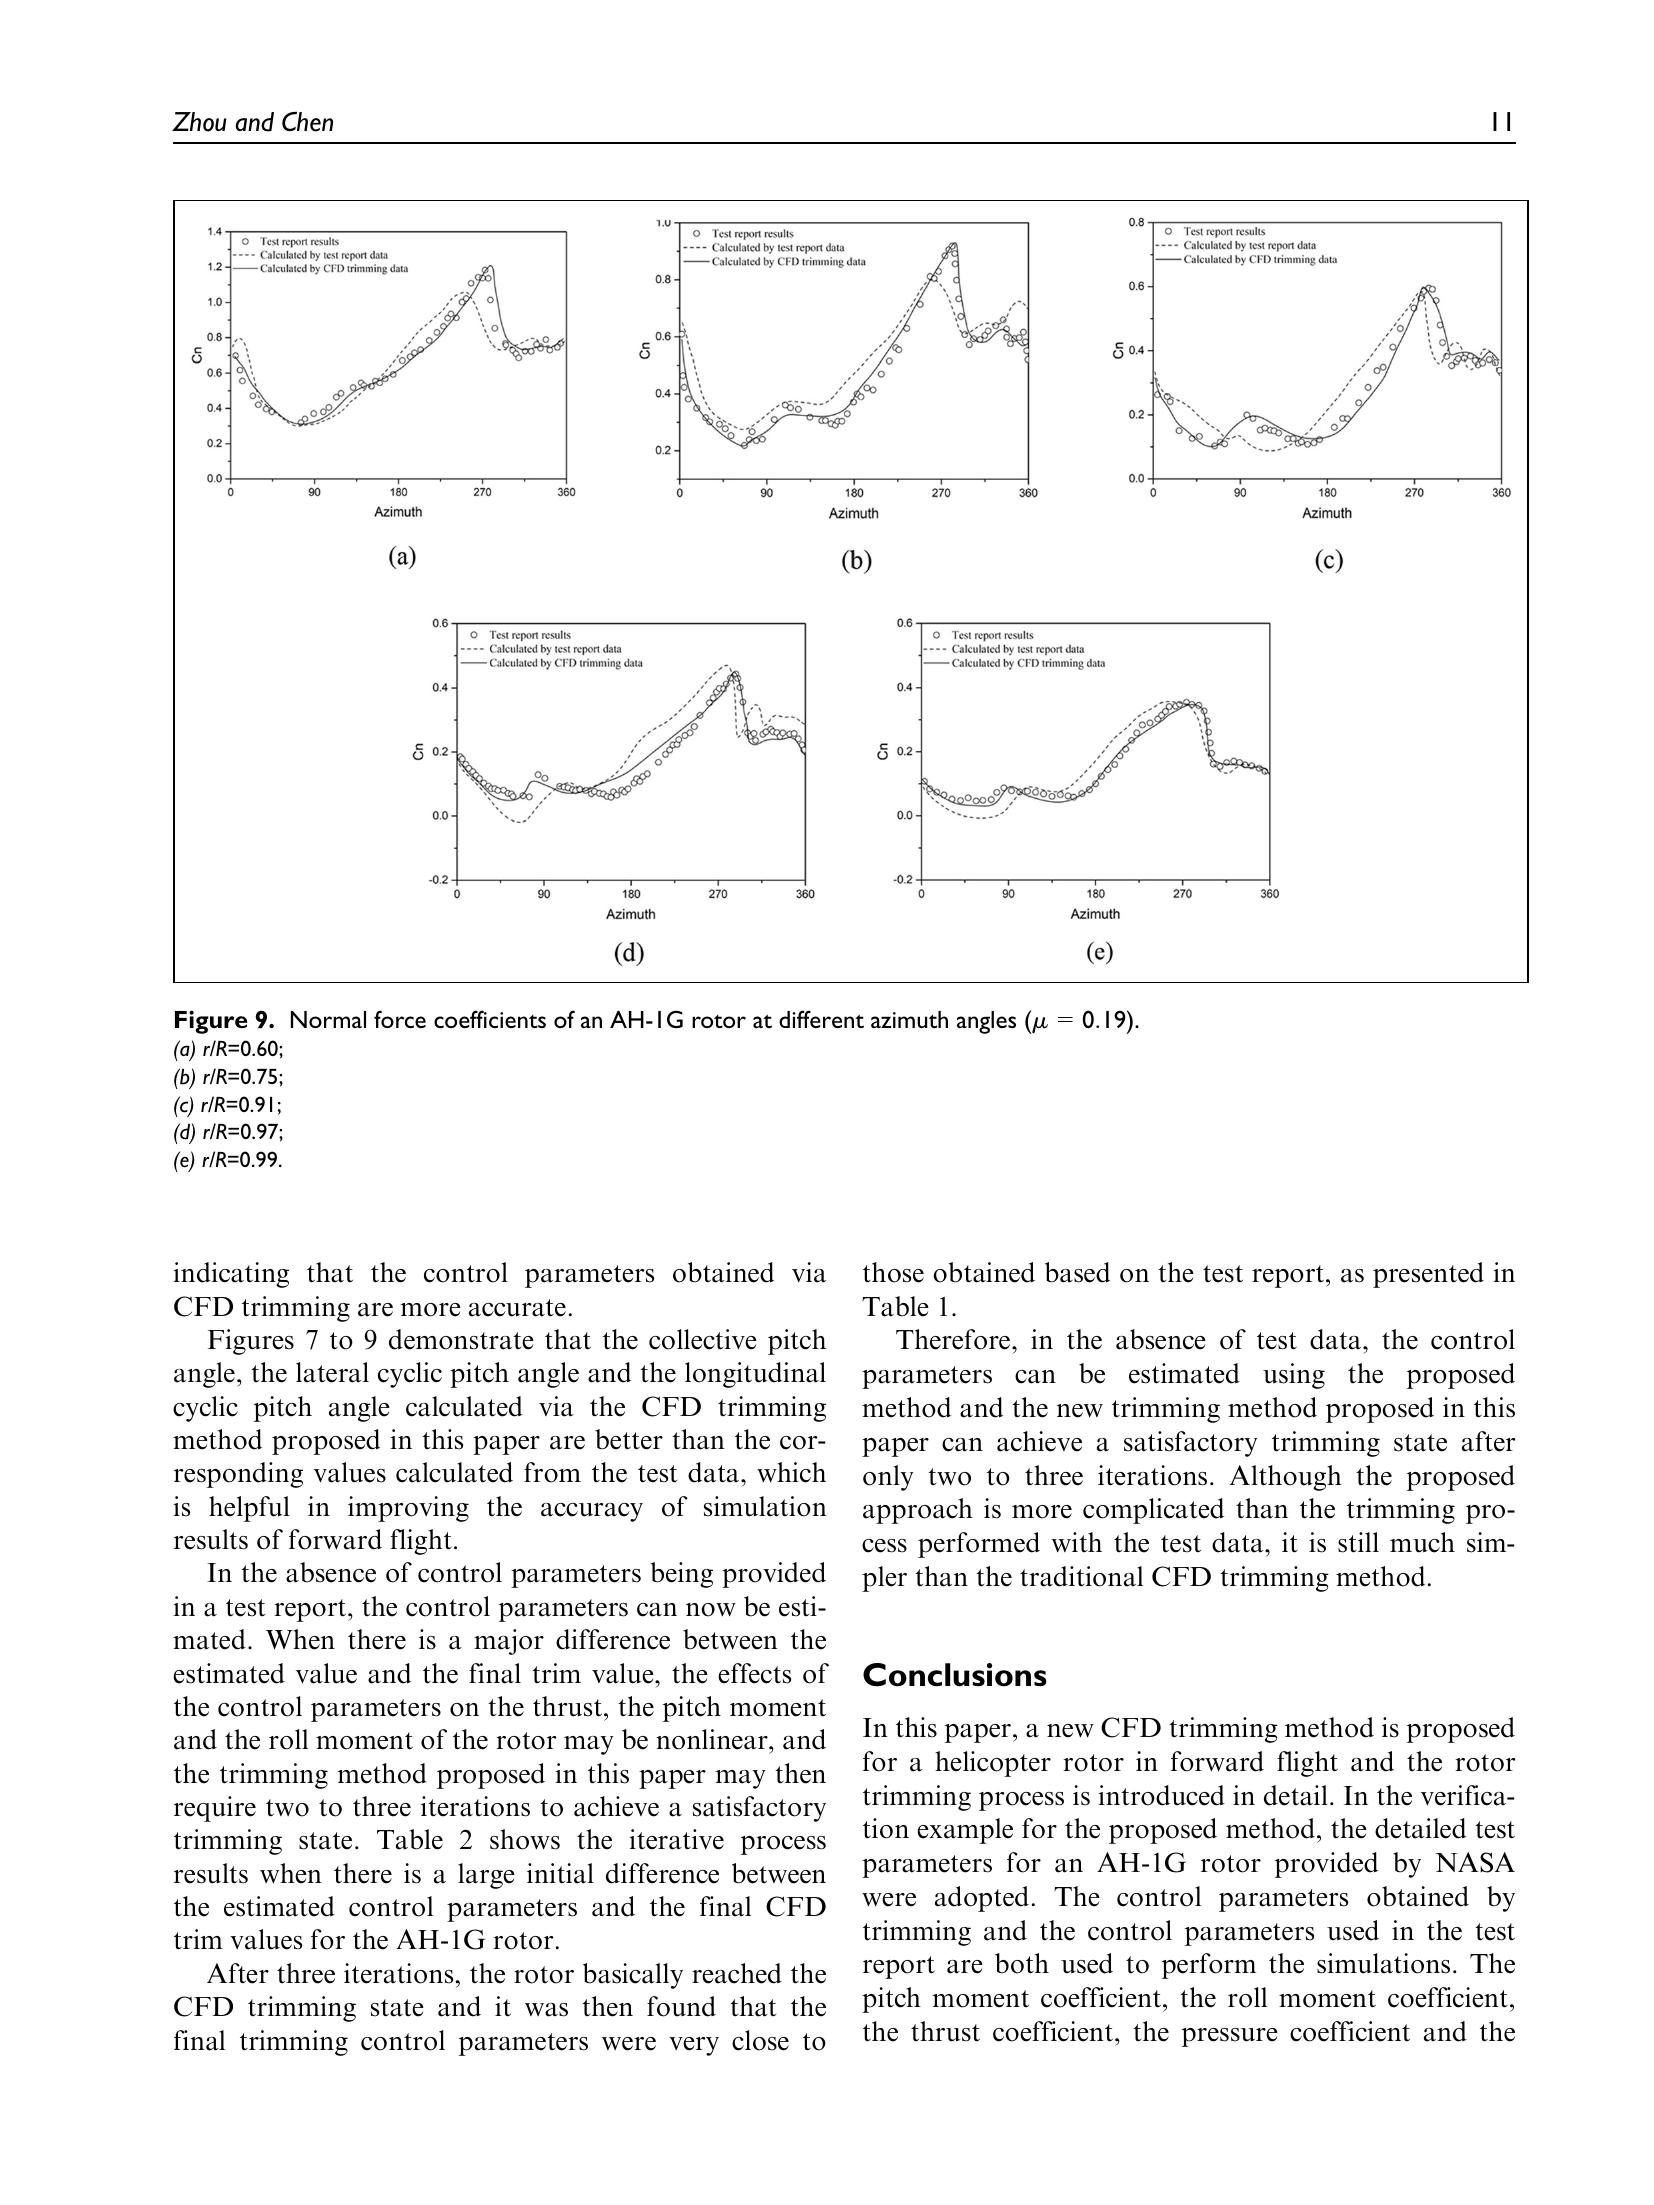 Zhou and Chen
11
1.4
1.2
1.0
0.8
0.6
0.4
0.2
0.0
Cn
Test report results
Calculated by test report data
Calculated by CFD trimming data
0 90 180 270 360
Azimuth
(a)
1.0
0.8
0.6
0.4
0.2
Cn
Test report results
Calculated by test report data
Calculated by CFD trimming data
0 90 180 270 360
Azimuth
(b)
0.8
0.6
0.4
0.2
0.0
Cn
Test report results
Calculated by test report data
Calculated by CFD trimming data
0 90 180 270 360
Azimuth
(c)
0.6
0.4
0.2
0.0
-0.2
Cn
Test report results
Calculated by test report data
Calculated by CFD trimming data
0 90 180 270 360
Azimuth
(d)
0.6
0.4
0.2
0.0
-0.2
Cn
Test report results
Calculated by test report data
Calculated by CFD trimming data
0 90 180 270 360
Azimuth
(e)
Figure 9. Normal force coefficients of an AH-1G rotor at different azimuth angles (μ = 0.19).
(a) r/R=0.60;
(b) r/R=0.75;
(c) r/R=0.91;
(d) r/R=0.97;
(e) r/R=0.99.
indicating that the control parameters obtained via
CFD trimming are more accurate.
Figures 7 to 9 demonstrate that the collective pitch
angle, the lateral cyclic pitch angle and the longitudinal
cyclic pitch angle calculated via the CFD trimming
method proposed in this paper are better than the cor-
responding values calculated from the test data, which
is helpful in improving the accuracy of simulation
results of forward flight.
In the absence of control parameters being provided
in a test report, the control parameters can now be esti-
mated. When there is a major difference between the
estimated value and the final trim value, the effects of
the control parameters on the thrust, the pitch moment
and the roll moment of the rotor may be nonlinear, and
the trimming method proposed in this paper may then
require two to three iterations to achieve a satisfactory
trimming state. Table 2 shows the iterative process
results when there is a large initial difference between
the estimated control parameters and the final CFD
trim values for the AH-1G rotor.
After three iterations, the rotor basically reached the
CFD trimming state and it was then found that the
final trimming control parameters were very close to
those obtained based on the test report, as presented in
Table 1.
Therefore, in the absence of test data, the control
parameters can be estimated using the proposed
method and the new trimming method proposed in this
paper can achieve a satisfactory trimming state after
only two to three iterations. Although the proposed
approach is more complicated than the trimming pro-
cess performed with the test data, it is still much sim-
pler than the traditional CFD trimming method.
Conclusions
In this paper, a new CFD trimming method is proposed
for a helicopter rotor in forward flight and the rotor
trimming process is introduced in detail. In the verifica-
tion example for the proposed method, the detailed test
parameters for an AH-1G rotor provided by NASA
were adopted. The control parameters obtained by
trimming and the control parameters used in the test
report are both used to perform the simulations. The
pitch moment coefficient, the roll moment coefficient,
the thrust coefficient, the pressure coefficient and the